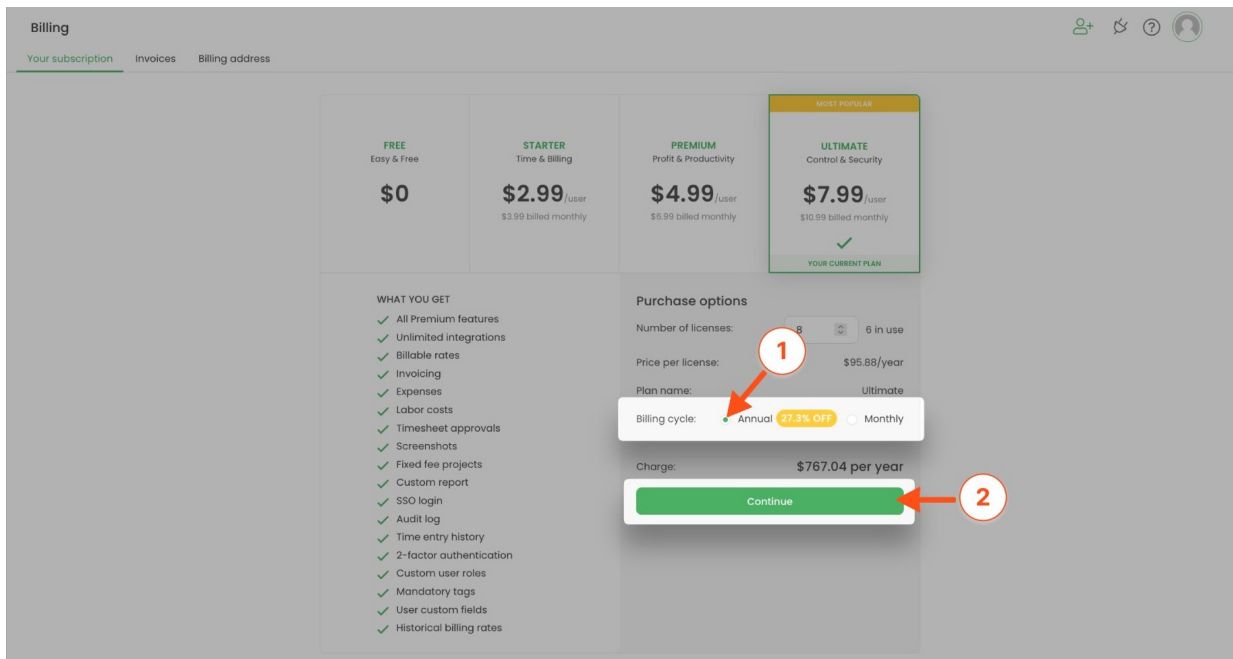 Billing
Your subscription Invoices Billing address
MOST POPULAR
FREE
Easy & Free
$0
STARTER
Time & Billing
$2.99/user
$3.99 billed monthly
PREMIUM
Profit & Productivity
$4.99/user
$6.99 billed monthly
ULTIMATE
Control & Security
$7.99/user
$10.99 billed monthly
YOUR CURRENT PLAN
WHAT YOU GET
All Premium features
Unlimited integrations
Billable rates
Invoicing
Expenses
Labor costs
Timesheet approvals
Screenshots
Fixed fee projects
Custom report
SSO login
Audit log
Time entry history
2-factor authentication
Custom user roles
Mandatory tags
User custom fields
Historical billing rates
Purchase options
Number of licenses: 8 6 in use
1
Price per license: $95.88/year
Plan name: Ultimate
Billing cycle: Annual 27.3% OFF Monthly
Charge: $767.04 per year
Continue
2